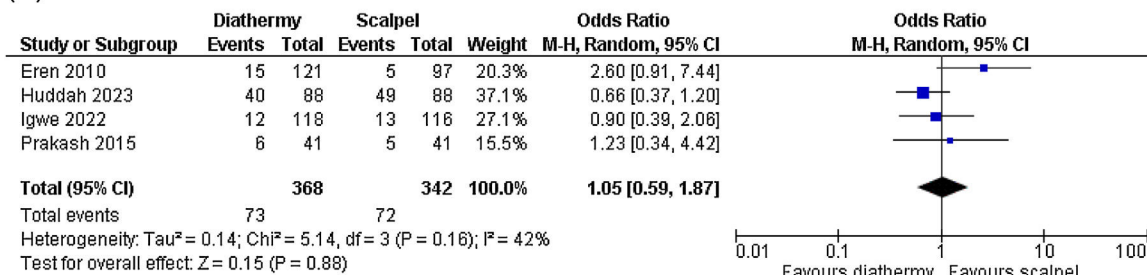 Diathermy Scalpel Odds Ratio Odds Ratio
Study or Subgroup Events Total Events Total Weight M-H, Random, 95% CI M-H, Random, 95% CI
Eren 2010 15 121 5 97 20.3% 2.60 [0.91, 7.44]
Huddah 2023 40 88 49 88 37.1% 0.66 [0.37, 1.20]
Igwe 2022 12 118 13 116 27.1% 0.90 [0.39, 2.06]
Prakash 2015 6 41 5 41 15.5% 1.23 [0.34, 4.42]
Total (95% CI) 368 342 100.0% 1.05 [0.59, 1.87]
Total events 73 72
Heterogeneity: Tau² = 0.14; Chi² = 5.14, df = 3 (P = 0.16); I² = 42%
Test for overall effect: Z = 0.15 (P = 0.88)
0.01 0.1 1 10 100
Favours diathermy Favours scalpel